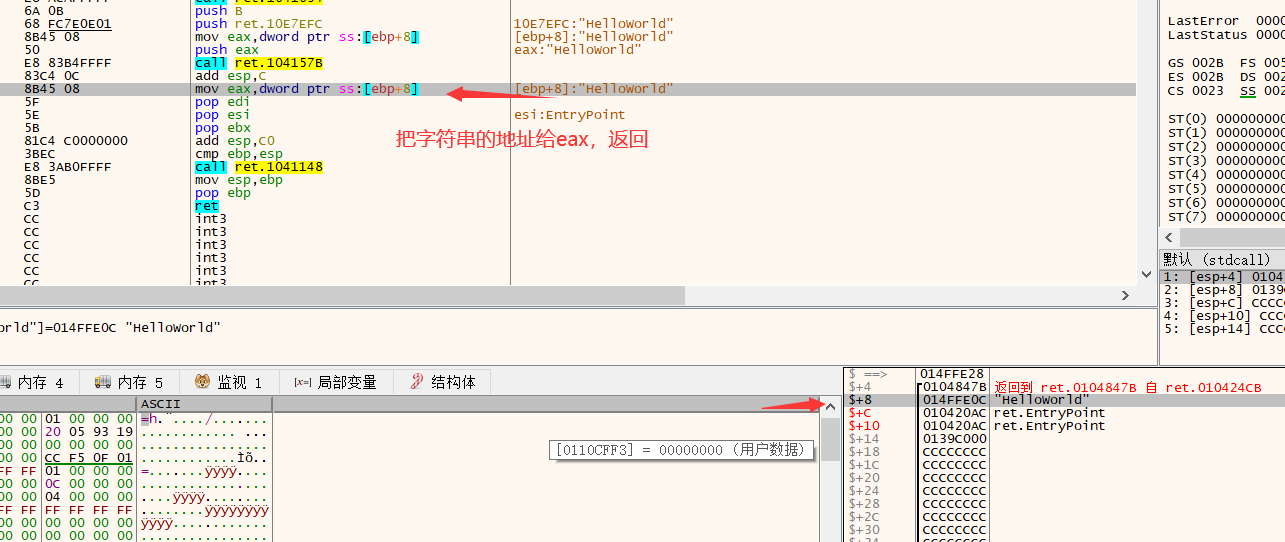 6A 0B push B
68 FC7E0E01 push ret.10E7EFC 10E7EFC:"HelloWorld"
8B45 08 mov eax,dword ptr ss:[ebp+8] [ebp+8]:"HelloWorld"
50 push eax eax:"HelloWorld"
E8 83B4FFFF call ret.104157B
83C4 0C add esp,C
8B45 08 mov eax,dword ptr ss:[ebp+8] [ebp+8]:"HelloWorld"
5F pop edi
5E pop esi esi:EntryPoint
5B pop ebx
把字符串的地址给eax，返回
81C4 C0000000 add esp,C0
3BEC cmp ebp,esp
E8 3AB0FFFF call ret.1041148
8BE5 mov esp,ebp
5D pop ebp
C3 ret
CC int3
CC int3
CC int3
CC int3
CC int3
CC int3
LastError 0000
LastStatus 0000
GS 002B FS 005
ES 002B DS 002
CS 0023 SS 002
ST(0) 000000000
ST(1) 000000000
ST(2) 000000000
ST(3) 000000000
ST(4) 000000000
ST(5) 000000000
ST(6) 000000000
ST(7) 000000000
默认 (stdcall)
1: [esp+4] 0104
2: [esp+8] 0139
3: [esp+C] CCCC
4: [esp+10] CCCC
5: [esp+14] CCCC
orld"]=014FFE0C "HelloWorld"
内存 4 内存 5 监视 1 [x=] 局部变量 结构体
ASCII
00 00 01 00 00 00 =h."..../.......
00 00 20 05 93 19 ............ ...
00 00 00 00 00 00 ................
00 00 CC F5 0F 01 ............Ìõ..
FF FF 01 00 00 00 =.......ÿÿÿÿ....
00 00 0C 00 00 00 ................
00 00 04 00 00 00 ....ÿÿÿÿ........
FF FF FF FF FF FF ........ÿÿÿÿÿÿÿÿ
00 00 00 00 00 00 ÿÿÿÿ............
[0110CFF3] = 00000000 (用户数据)
$ ==> 014FFE28
$+4 0104847B 返回到 ret.0104847B 自 ret.010424CB
$+8 014FFE0C "HelloWorld"
$+C 010420AC ret.EntryPoint
$+10 010420AC ret.EntryPoint
$+14 0139C000
$+18 CCCCCCCC
$+1C CCCCCCCC
$+20 CCCCCCCC
$+24 CCCCCCCC
$+28 CCCCCCCC
$+2C CCCCCCCC
$+30 CCCCCCCC